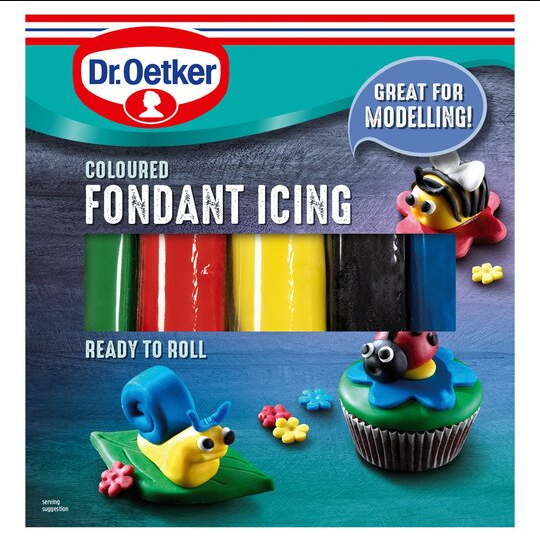 Dr.Oetker
GREAT FOR
MODELLING!
COLOURED
FONDANT ICING
READY TO ROLL
serving
suggestion